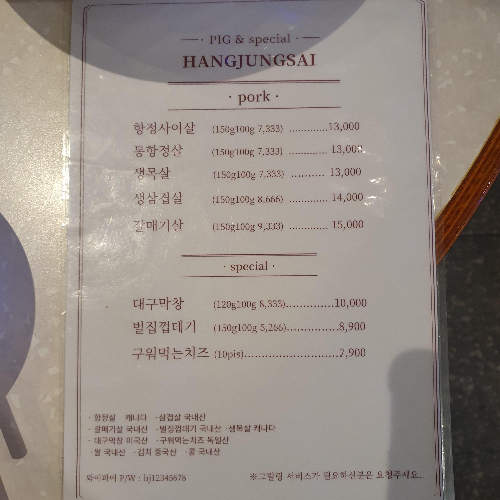 PIG & special
HANGJUNGSAI
· pork ·
항정사이살 (150g100g 7,333) ............13,000
통항정살 (150g100g 7,333) ............ 13,000
생목살 (150g100g 7,333) ............ 13,000
생삼겹살 (150g100g 8,666) ............ 14,000
갈매기살 (150g100g 9,333) ............ 15,000
· special ·
대구막창 (120g100g 8,333)...............10,000
벌집껍데기 (150g100g 5,266)...............8,900
구워먹는치즈 (10pis)............................7,900
· 항정살 캐나다 ·삼겹살 국내산
· 갈매기살 국내산 ·벌집껍데기 국내산 ·생목살 캐나다
· 대구막창 미국산 ·구워먹는치즈 독일산
· 쌀 국내산 ·김치 중국산 ·콩 국내산
와이파이 P/W : hj12345678 ※그릴링 서비스가 필요하신분은 요청주세요..